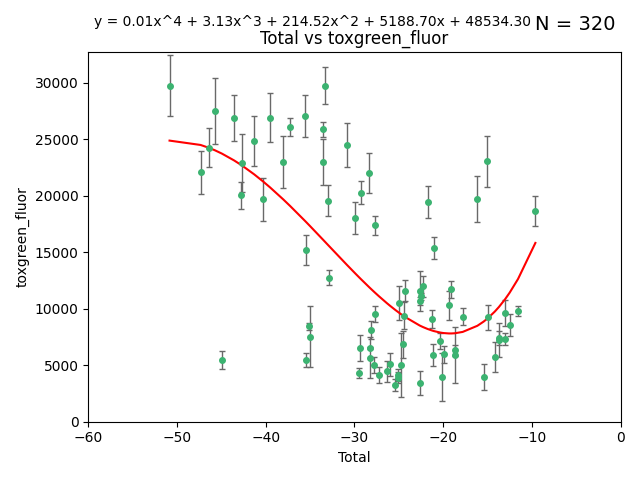 y = 0.01x^4 + 3.13x^3 + 214.52x^2 + 5188.70x + 48534.30 N = 320
Total vs toxgreen_fluor
30000
25000
20000
15000
10000
5000
0
toxgreen_fluor
−60 −50 −40 −30 −20 −10 0
Total